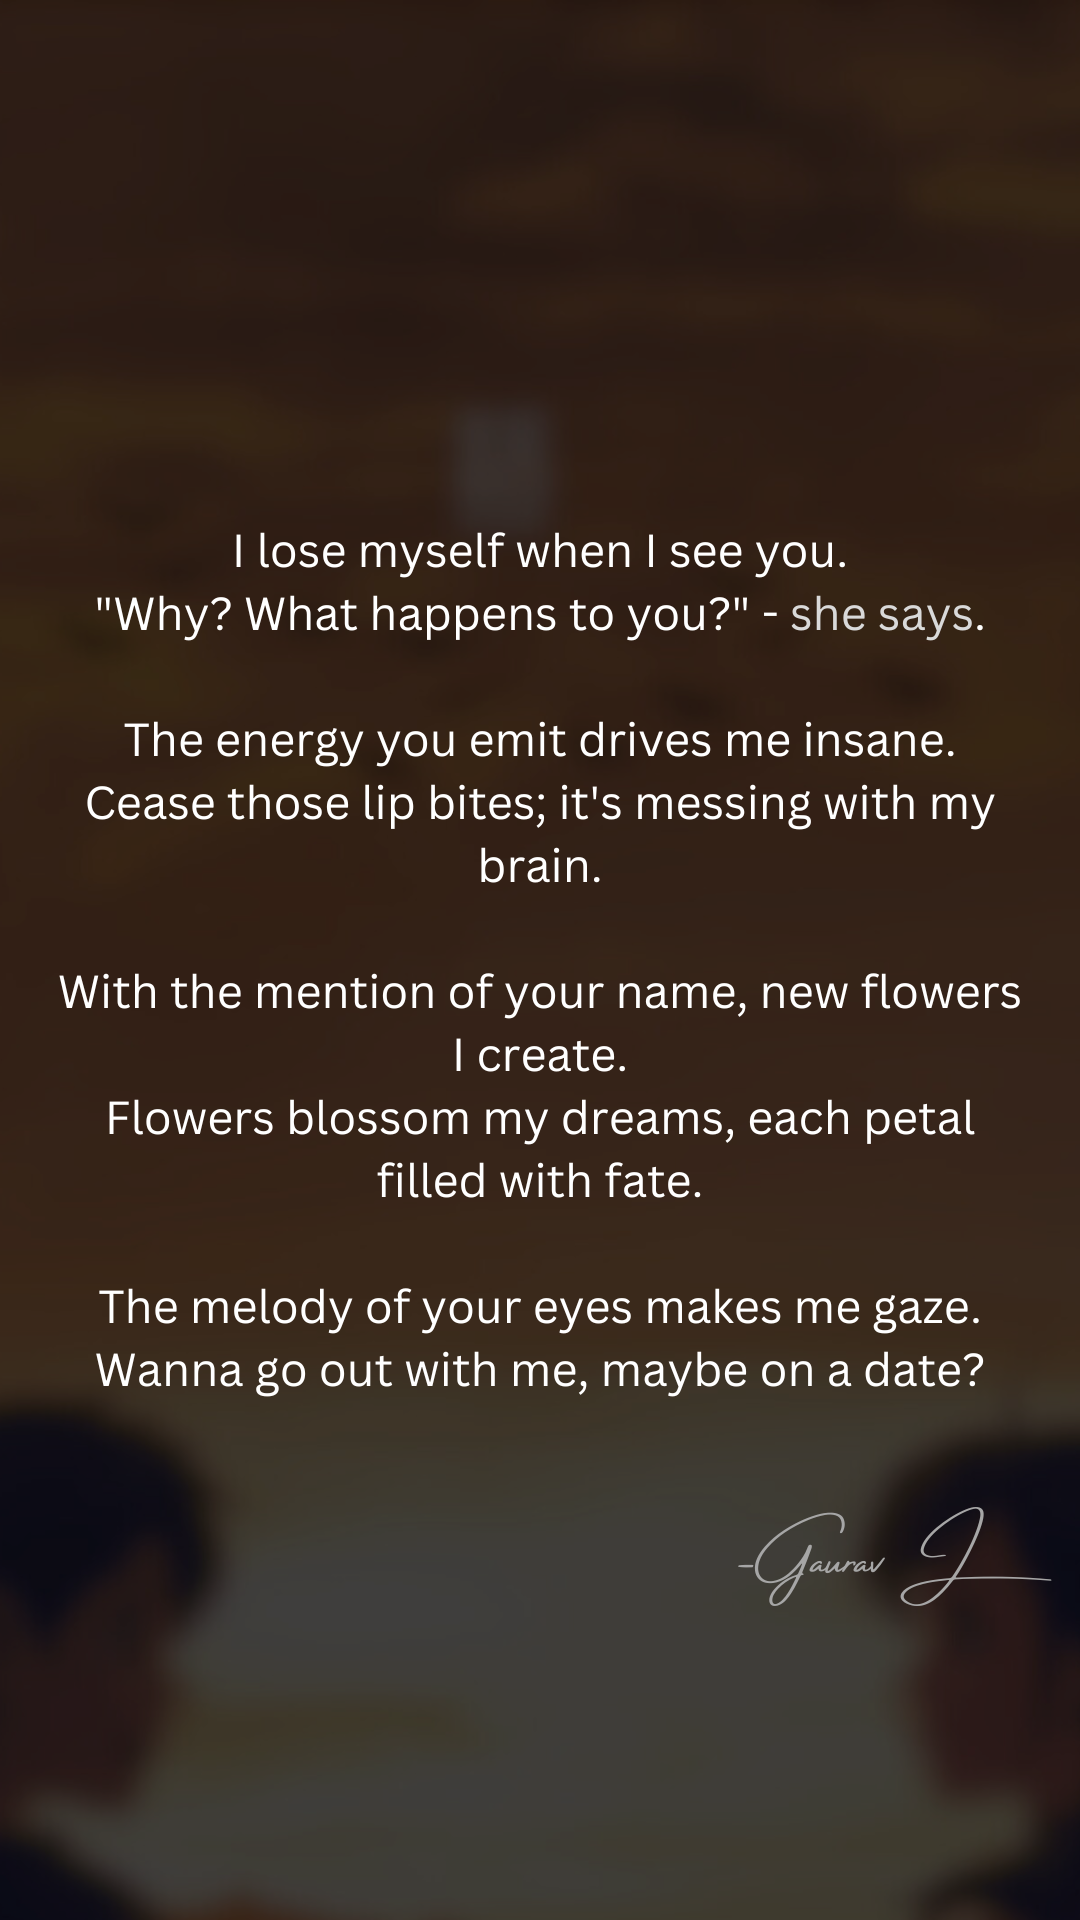 I lose myself when I see you.
"Why? What happens to you?" - she says.
The energy you emit drives me insane.
Cease those lip bites; it's messing with my
brain.
With the mention of your name, new flowers
I create.
Flowers blossom my dreams, each petal
filled with fate.
The melody of your eyes makes me gaze.
Wanna go out with me, maybe on a date?
-Gaurav J